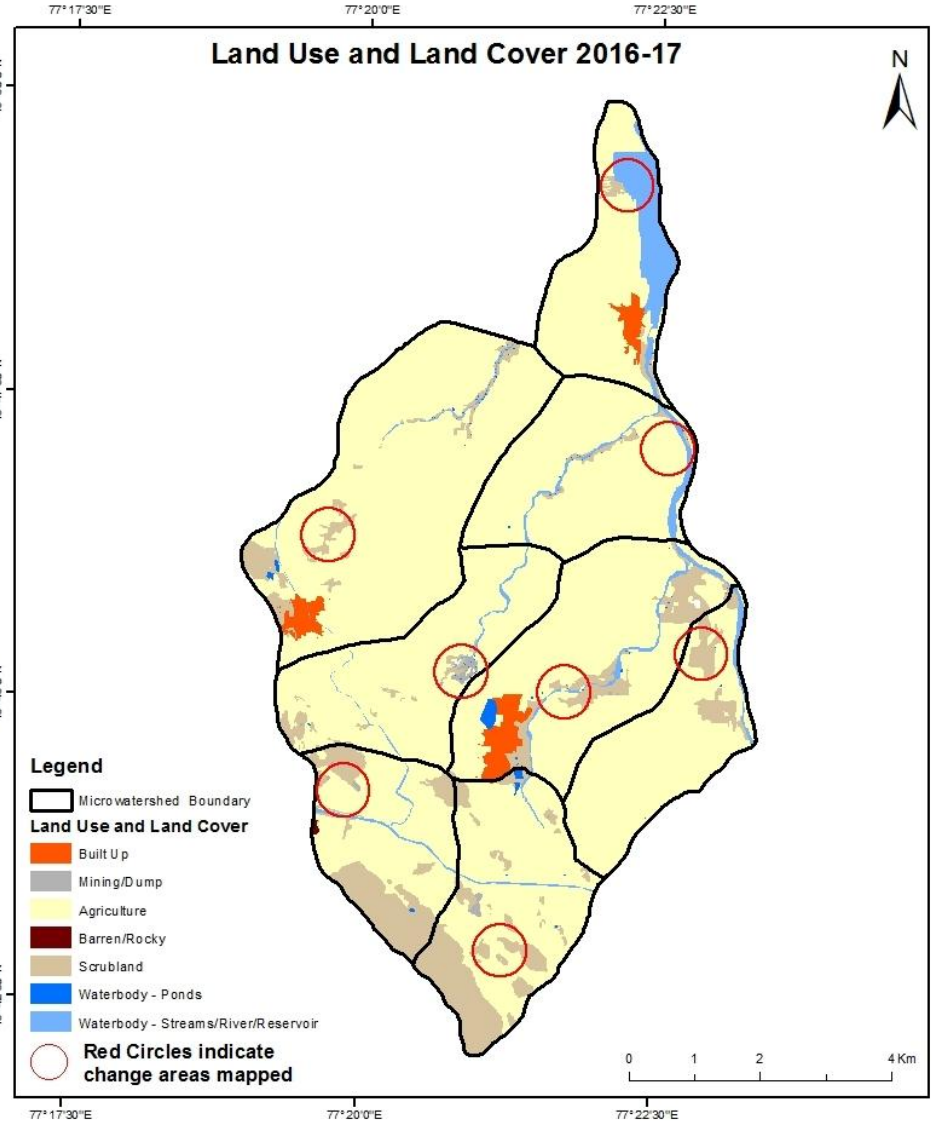 77°17'30"E
77°20'0"E
77°22'30"E
Land Use and Land Cover 2016-17
N
Legend
Microwatershed Boundary
Land Use and Land Cover
Built Up
Mining/Dump
Agriculture
Barren/Rocky
Scrubland
Waterbody - Ponds
Waterbody - Streams/River/Reservoir
Red Circles indicate
change areas mapped
0 1 2 4 Km
77°17'30"E
77°20'0"E
77°22'30"E